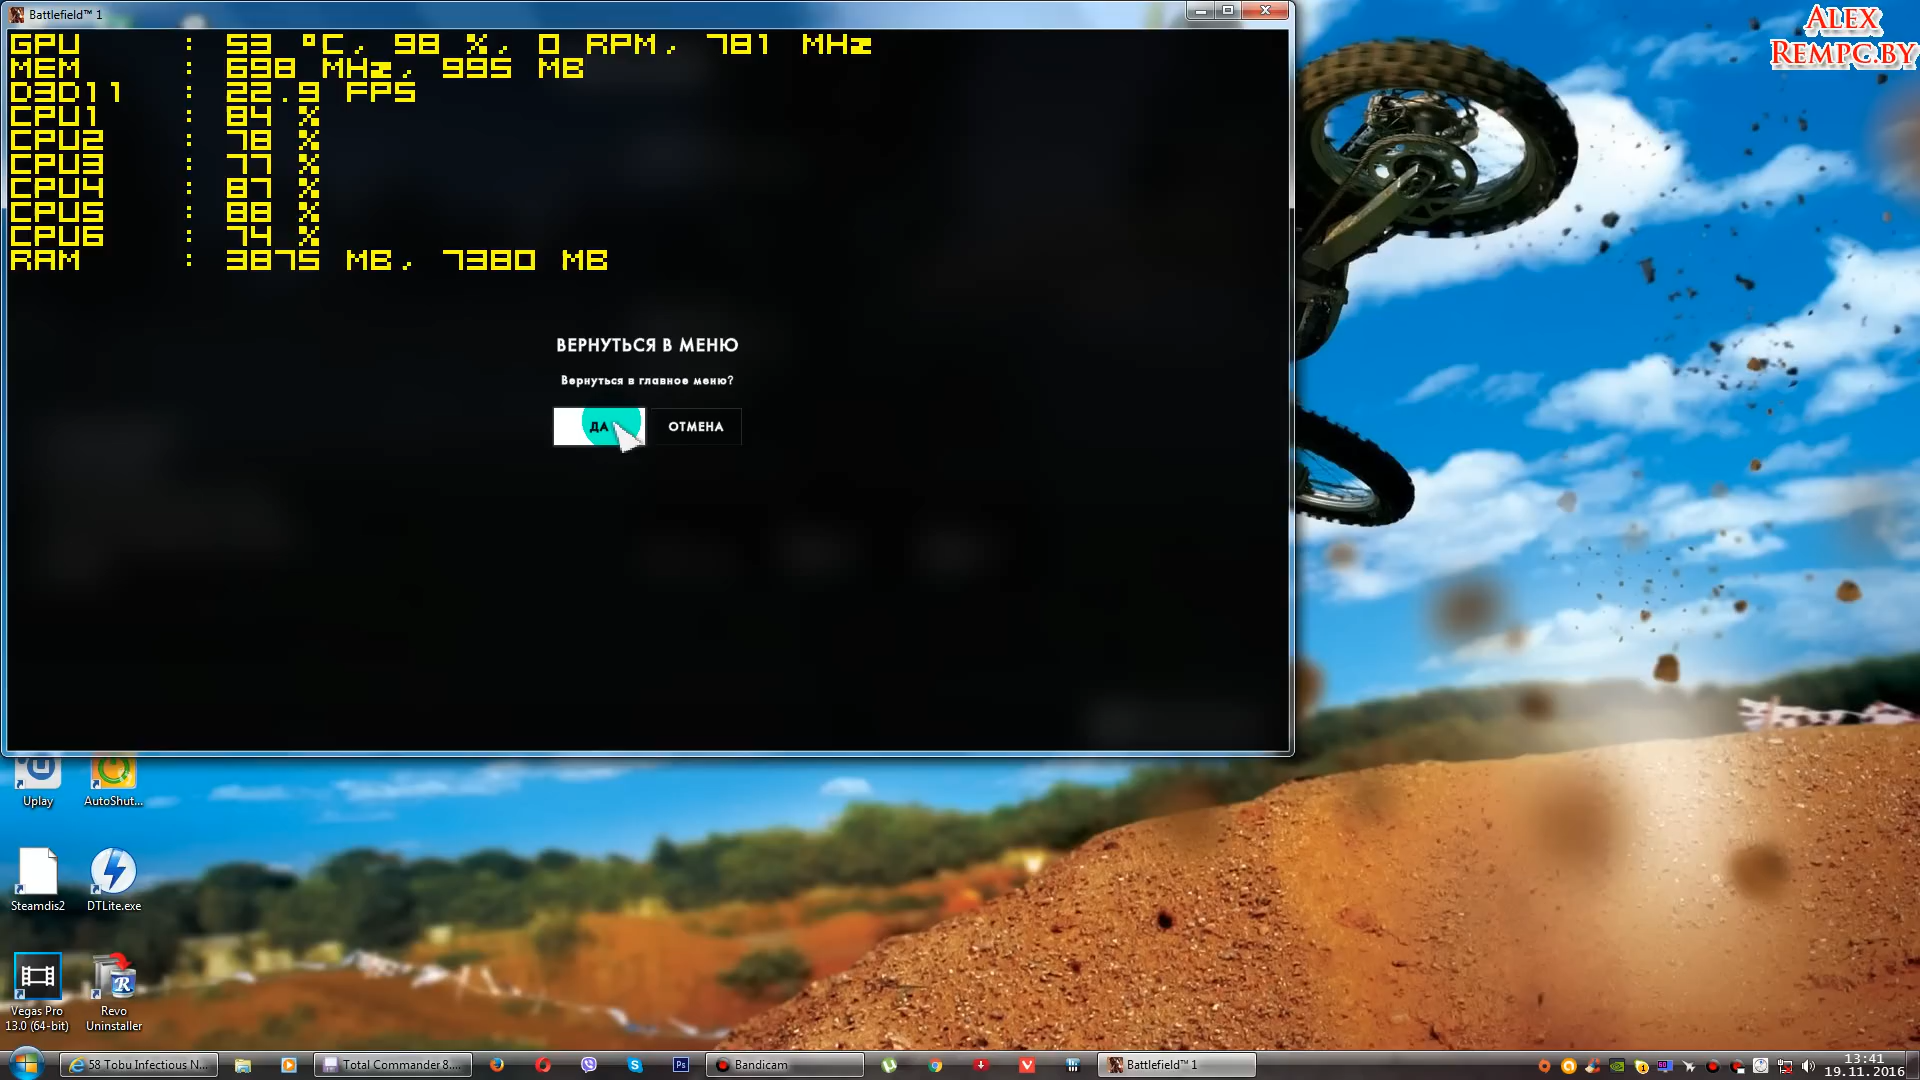 Battlefield™ 1
ALEX
REMPC.BY
GPU : 53 °C, 98 %, 0 RPM, 781 MHz
MEM : 698 MHz, 995 MB
D3D11 : 22.9 FPS
CPU1 : 84 %
CPU2 : 78 %
CPU3 : 77 %
CPU4 : 87 %
CPU5 : 88 %
CPU6 : 74 %
RAM : 3875 MB, 7380 MB
ВЕРНУТЬСЯ В МЕНЮ
Вернуться в главное меню?
ДА ОТМЕНА
Uplay AutoShut...
Steamdis2 DTLite.exe
Vegas Pro
13.0 (64-bit)
Revo
Uninstaller
58 Tobu Infectious N... Total Commander 8.... Ps Bandicam Battlefield™ 1
13:41
19.11.2016